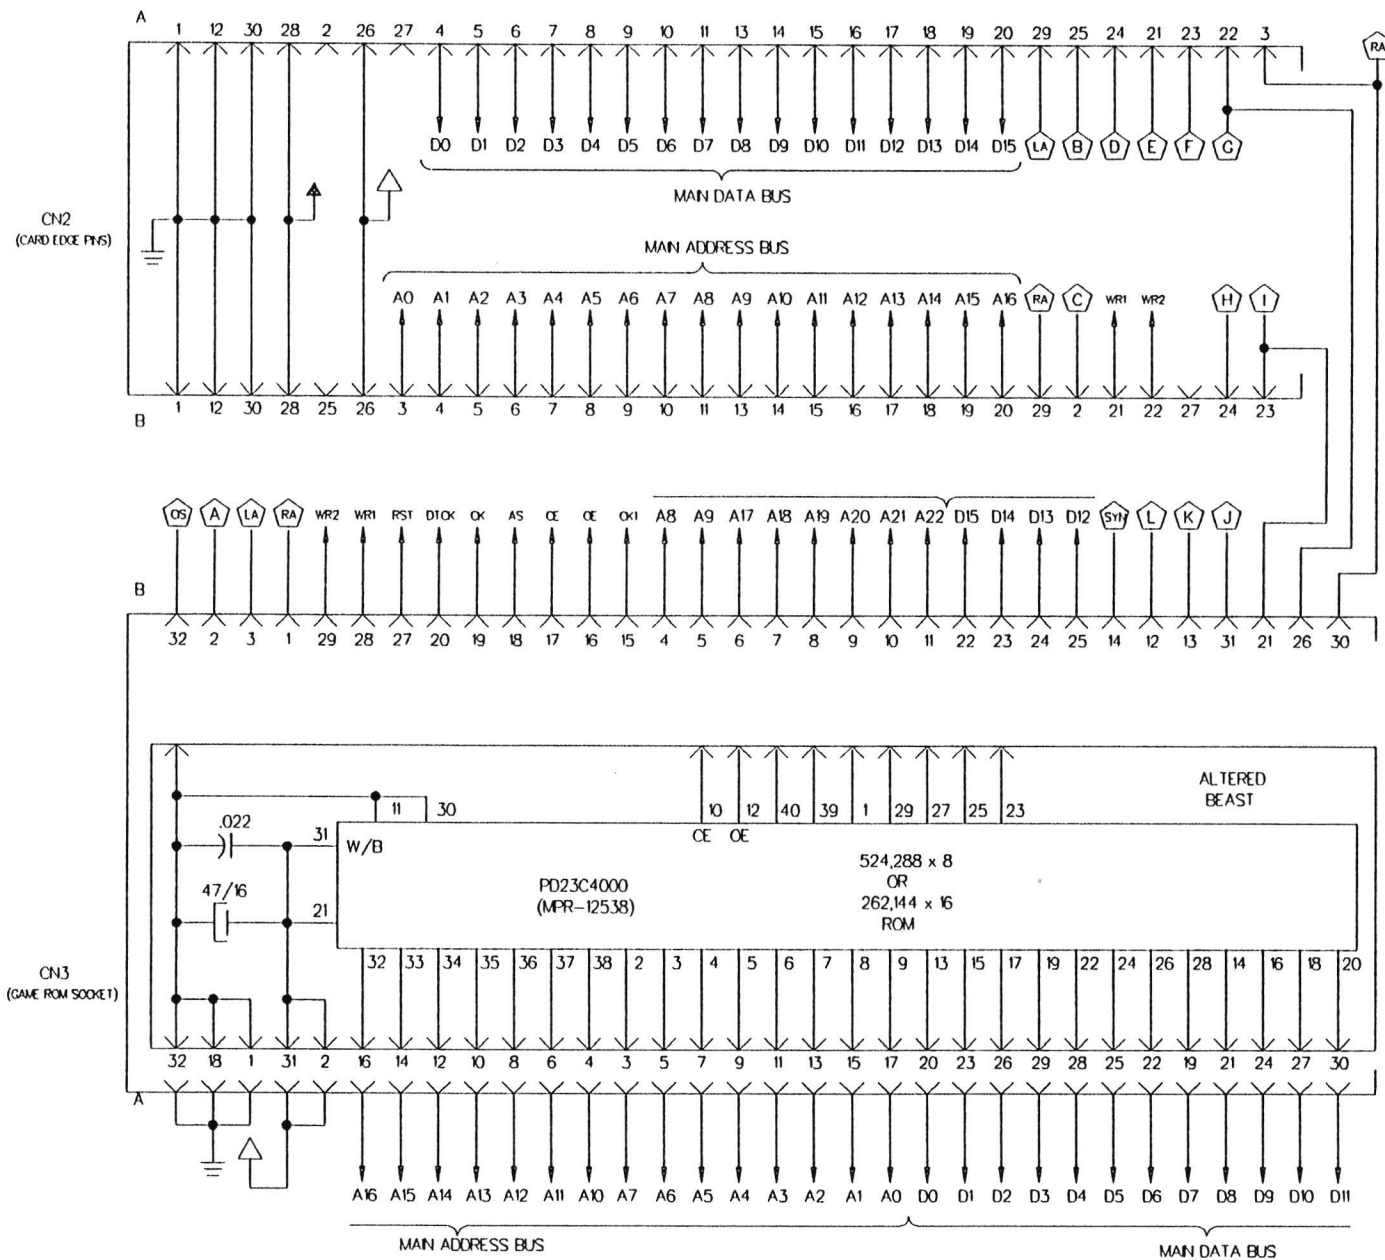 A
1 12 30 28 2 26 27 4 5 6 7 8 9 10 11 13 14 15 16 17 18 19 20 29 25 24 21 23 22 3
RA
D0 D1 D2 D3 D4 D5 D6 D7 D8 D9 D10 D11 D12 D13 D14 D15 LA B D E F G
MAIN DATA BUS
CN2
(CARD EDGE PINS)
MAIN ADDRESS BUS
A0 A1 A2 A3 A4 A5 A6 A7 A8 A9 A10 A11 A12 A13 A14 A15 A16 RA C WR1 WR2 H I
1 12 30 28 25 26 3 4 5 6 7 8 9 10 11 13 14 15 16 17 18 19 20 29 2 21 22 27 24 23
B
OS A LA RA WR2 WR1 RST DTCK CK AS CE OE CK1 A8 A9 A17 A18 A19 A20 A21 A22 D15 D14 D13 D12 SYN L K J
B
32 2 3 1 29 28 27 20 19 18 17 16 15 4 5 6 7 8 9 10 11 22 23 24 25 14 12 13 31 21 26 30
ALTERED
BEAST
11 30 10 12 40 39 1 29 27 25 23
.022
31
W/B
CE OE
524,288 x 8
OR
262,144 x 16
ROM
PD23C4000
(MPR-12538)
47/16
21
32 33 34 35 36 37 38 2 3 4 5 6 7 8 9 13 15 17 19 22 24 26 28 14 16 18 20
CN3
(GAME ROM SOCKET)
32 18 1 31 2 16 14 12 10 8 6 4 3 5 7 9 11 13 15 17 20 23 26 29 28 25 22 19 21 24 27 30
A
A16 A15 A14 A13 A12 A11 A10 A7 A6 A5 A4 A3 A2 A1 A0 D0 D1 D2 D3 D4 D5 D6 D7 D8 D9 D10 D11
MAIN ADDRESS BUS
MAIN DATA BUS